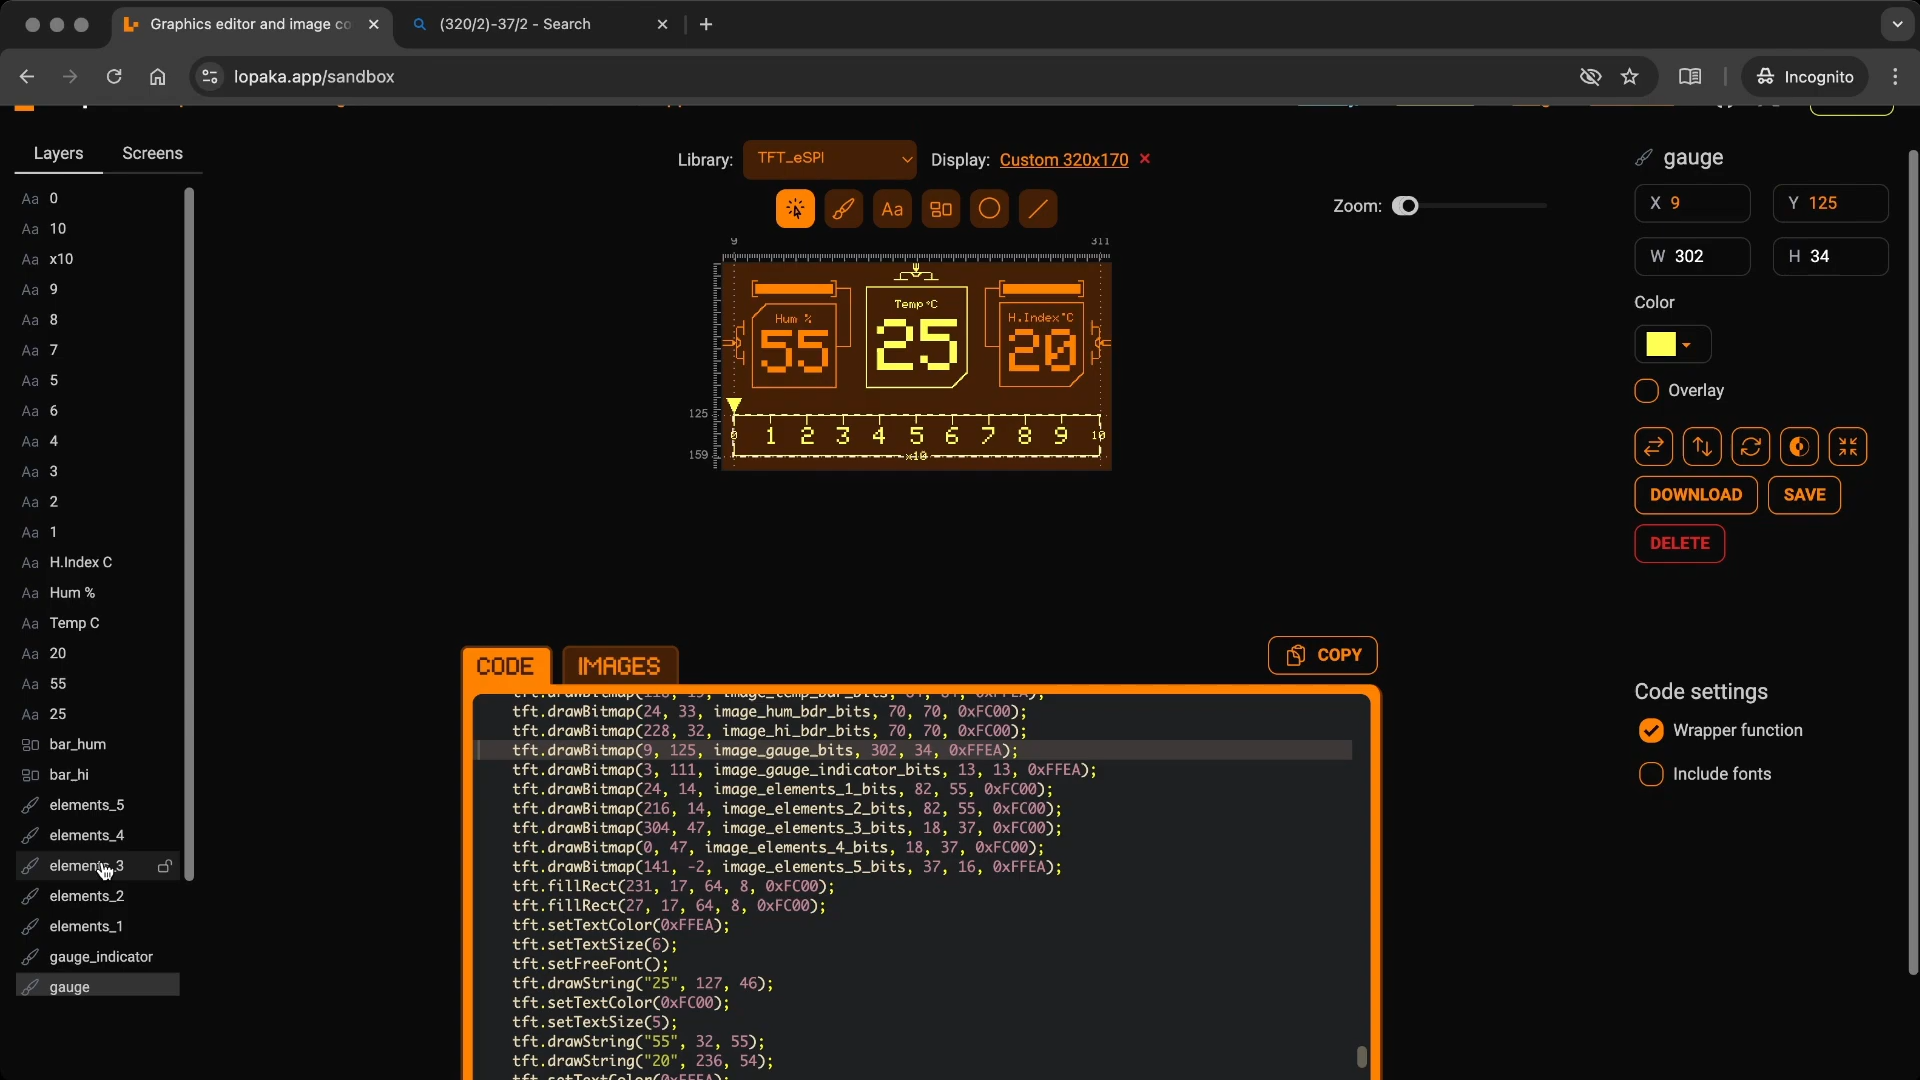 Graphics editor and image co
(320/2)-37/2 - Search
lopaka.app/sandbox
Incognito
Layers
Screens
Aa 0
Aa 10
Aa x10
Aa 9
Aa 8
Aa 7
Aa 5
Aa 6
Aa 4
Aa 3
Aa 2
Aa 1
Aa H.Index C
Aa Hum %
Aa Temp C
Aa 20
Aa 55
Aa 25
bar_hum
bar_hi
elements_5
elements_4
elements_3
elements_2
elements_1
gauge_indicator
gauge
Library: TFT_eSPI Display: Custom 320x170
Aa
Zoom:
9 311
Temp °C
Hum %
H.Index°C
55 25 20
125
0 1 2 3 4 5 6 7 8 9 10
159
x10
CODE
IMAGES
COPY
tft.drawBitmap(24, 33, image_hum_bdr_bits, 70, 70, 0xFC00);
tft.drawBitmap(228, 32, image_hi_bdr_bits, 70, 70, 0xFC00);
tft.drawBitmap(9, 125, image_gauge_bits, 302, 34, 0xFFEA);
tft.drawBitmap(3, 111, image_gauge_indicator_bits, 13, 13, 0xFFEA);
tft.drawBitmap(24, 14, image_elements_1_bits, 82, 55, 0xFC00);
tft.drawBitmap(216, 14, image_elements_2_bits, 82, 55, 0xFC00);
tft.drawBitmap(304, 47, image_elements_3_bits, 18, 37, 0xFC00);
tft.drawBitmap(0, 47, image_elements_4_bits, 18, 37, 0xFC00);
tft.drawBitmap(141, -2, image_elements_5_bits, 37, 16, 0xFFEA);
tft.fillRect(231, 17, 64, 8, 0xFC00);
tft.fillRect(27, 17, 64, 8, 0xFC00);
tft.setTextColor(0xFFEA);
tft.setTextSize(6);
tft.setFreeFont();
tft.drawString("25", 127, 46);
tft.setTextColor(0xFC00);
tft.setTextSize(5);
tft.drawString("55", 32, 55);
tft.drawString("20", 236, 54);
gauge
X 9
Y 125
W 302
H 34
Color
Overlay
DOWNLOAD
SAVE
DELETE
Code settings
Wrapper function
Include fonts